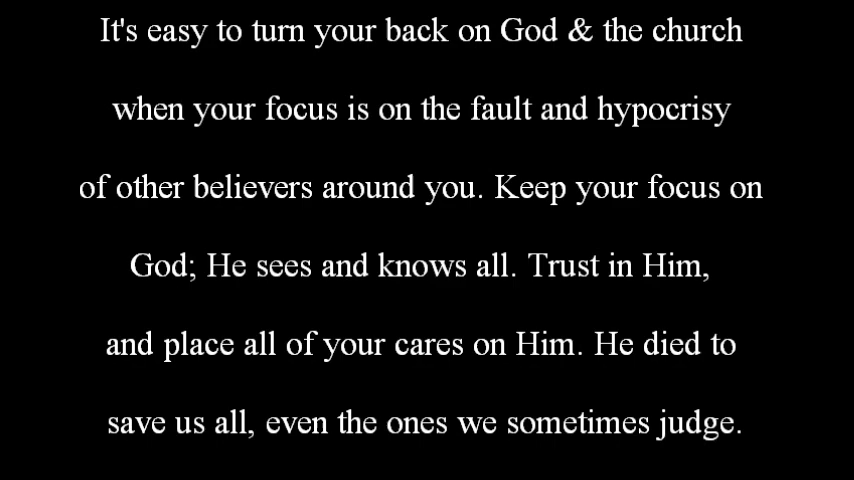 It's easy to turn your back on God & the church
when your focus is on the fault and hypocrisy
of other believers around you. Keep your focus on
God; He sees and knows all. Trust in Him,
and place all of your cares on Him. He died to
save us all, even the ones we sometimes judge.